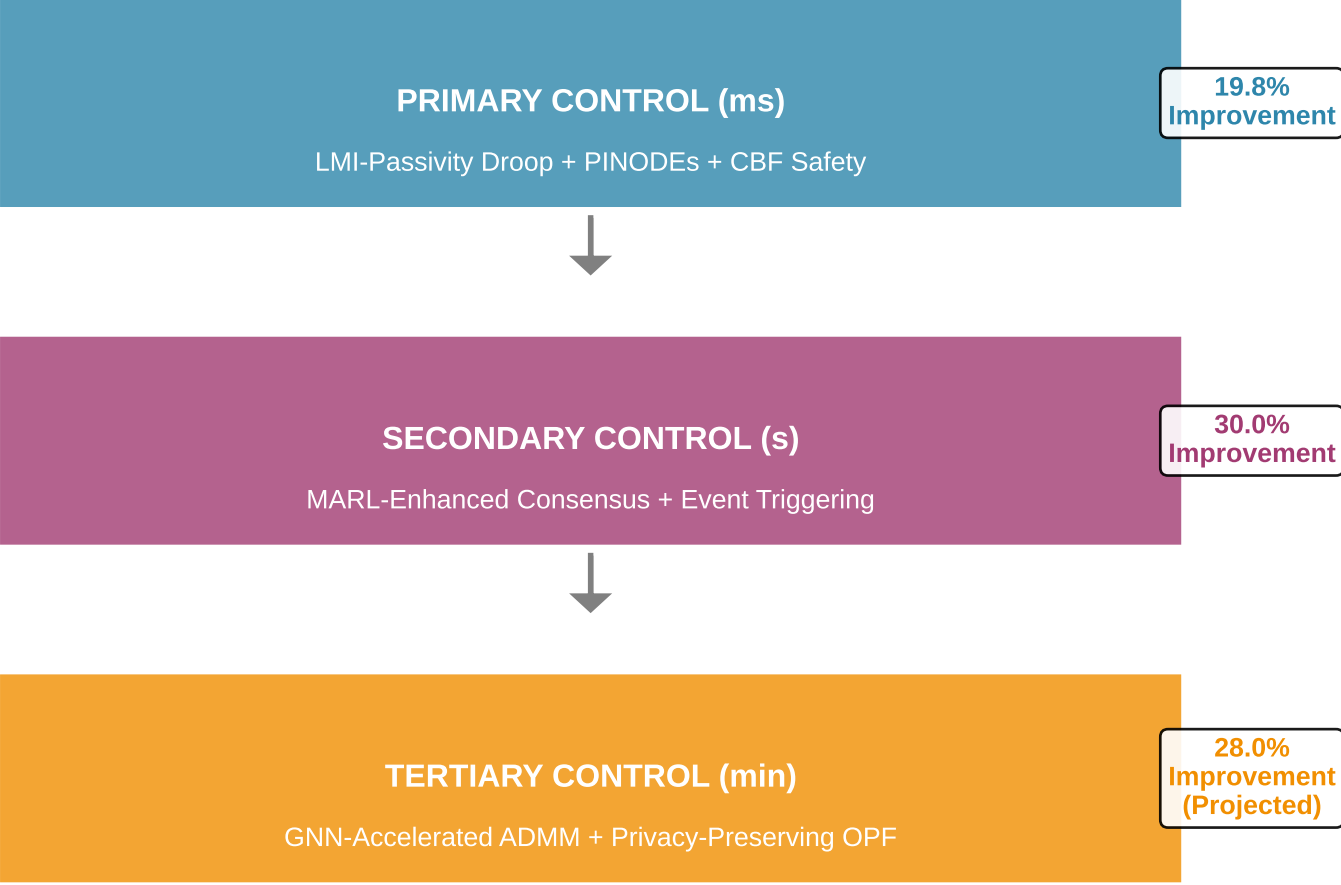 PRIMARY CONTROL (ms)
LMI-Passivity Droop + PINODEs + CBF Safety
19.8%
Improvement
SECONDARY CONTROL (s)
MARL-Enhanced Consensus + Event Triggering
30.0%
Improvement
TERTIARY CONTROL (min)
GNN-Accelerated ADMM + Privacy-Preserving OPF
28.0%
Improvement
(Projected)